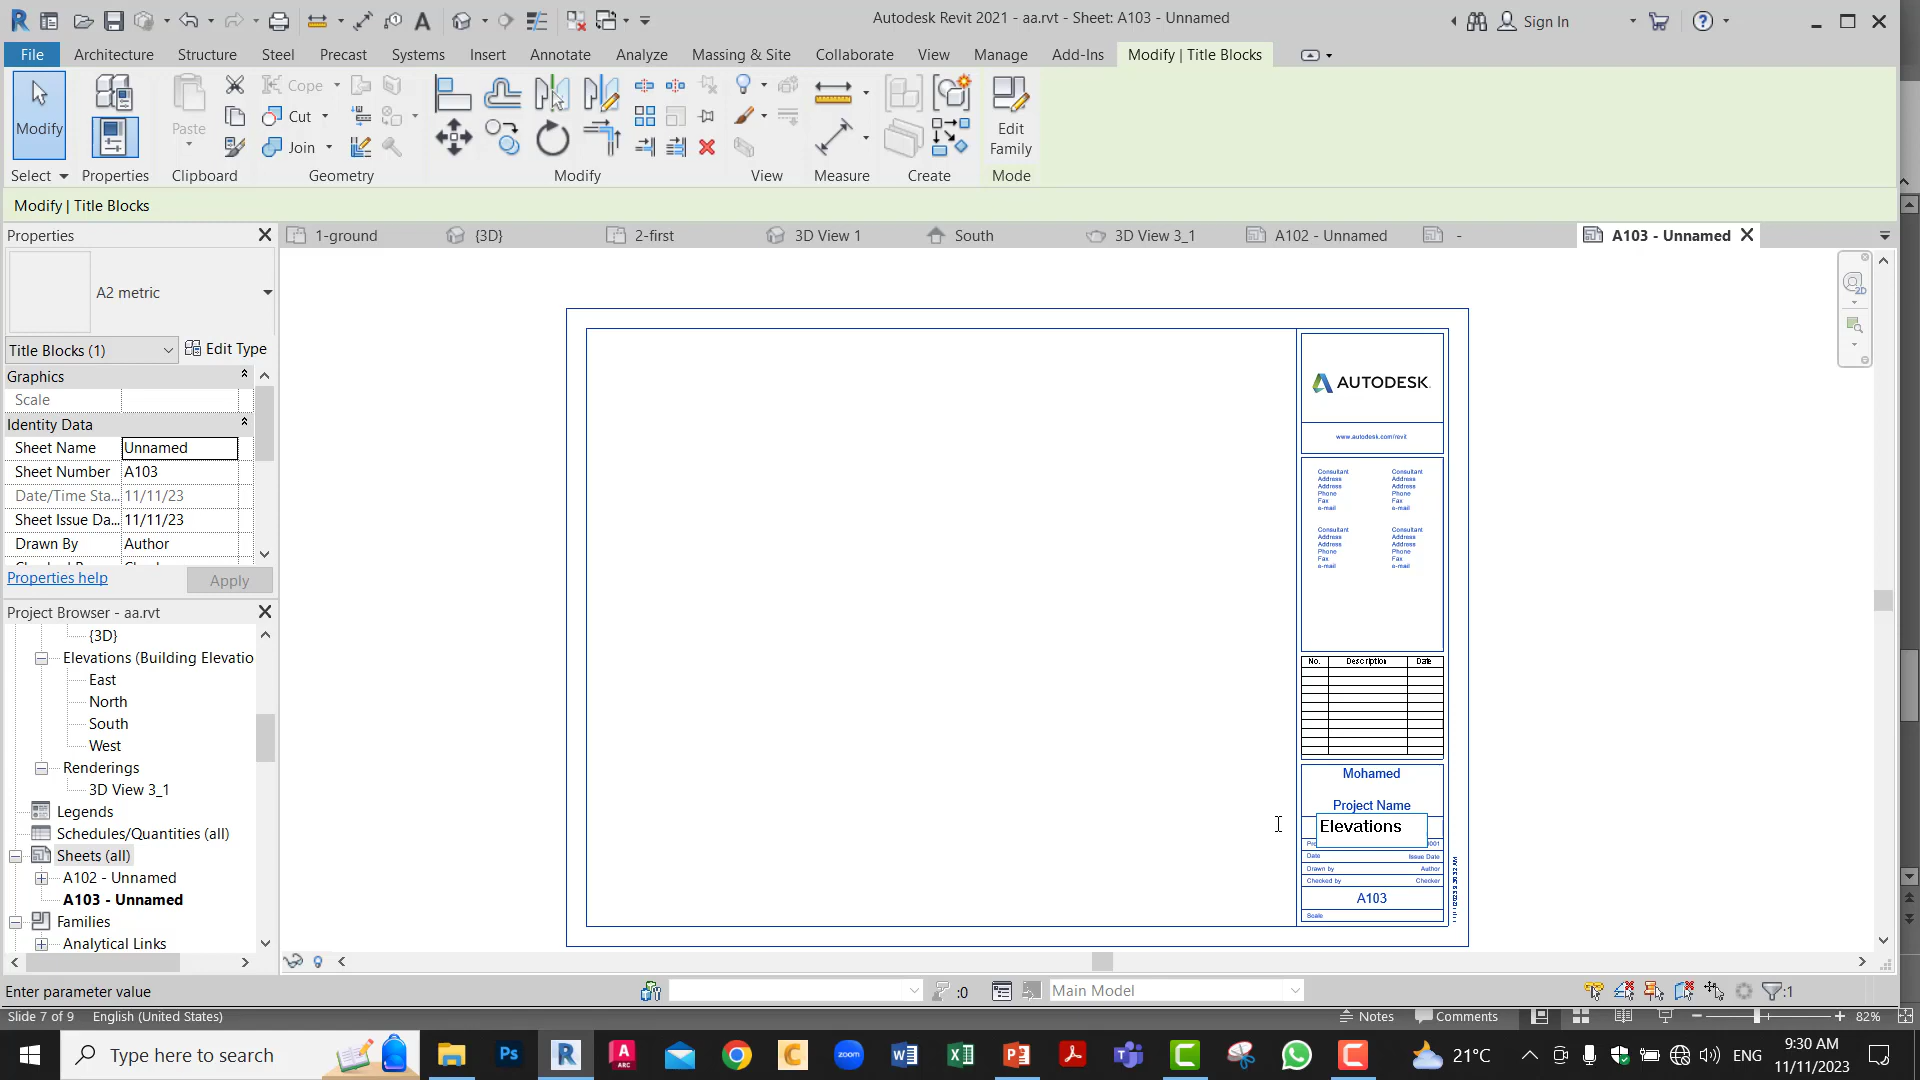 Autodesk Revit 2021 - aa.rvt - Sheet: A103 - Unnamed
Sign In
File Architecture Structure Steel Precast Systems Insert Annotate Analyze Massing & Site Collaborate View Manage Add-Ins Modify | Title Blocks
Modify
Paste
Cope
Cut
Join
Edit
Family
Select Properties Clipboard Geometry Modify View Measure Create Mode
Modify | Title Blocks
Properties
1-ground {3D} 2-first 3D View 1 South 3D View 3_1 A102 - Unnamed - A103 - Unnamed
A2 metric
Title Blocks (1) Edit Type
Graphics
Scale
Identity Data
Sheet Name Unnamed
Sheet Number A103
Date/Time Sta... 11/11/23
Sheet Issue Da... 11/11/23
Drawn By Author
Properties help Apply
Project Browser - aa.rvt
{3D}
Elevations (Building Elevatio
East
North
South
West
Renderings
3D View 3_1
Legends
Schedules/Quantities (all)
Sheets (all)
A102 - Unnamed
A103 - Unnamed
Families
Analytical Links
AUTODESK.
www.autodesk.com/revit
Consultant Consultant
Address Address
Address Address
Phone Phone
Fax Fax
e-mail e-mail
Consultant Consultant
Address Address
Address Address
Phone Phone
Fax Fax
e-mail e-mail
No. Description Date
Mohamed
Project Name
Elevations
Date Issue Date
Drawn by Author
Checked by Checker
A103
Scale
2D
Enter parameter value
:0
Main Model
:1
Slide 7 of 9 English (United States) Notes Comments 82%
Type here to search
21°C
ENG
9:30 AM
11/11/2023